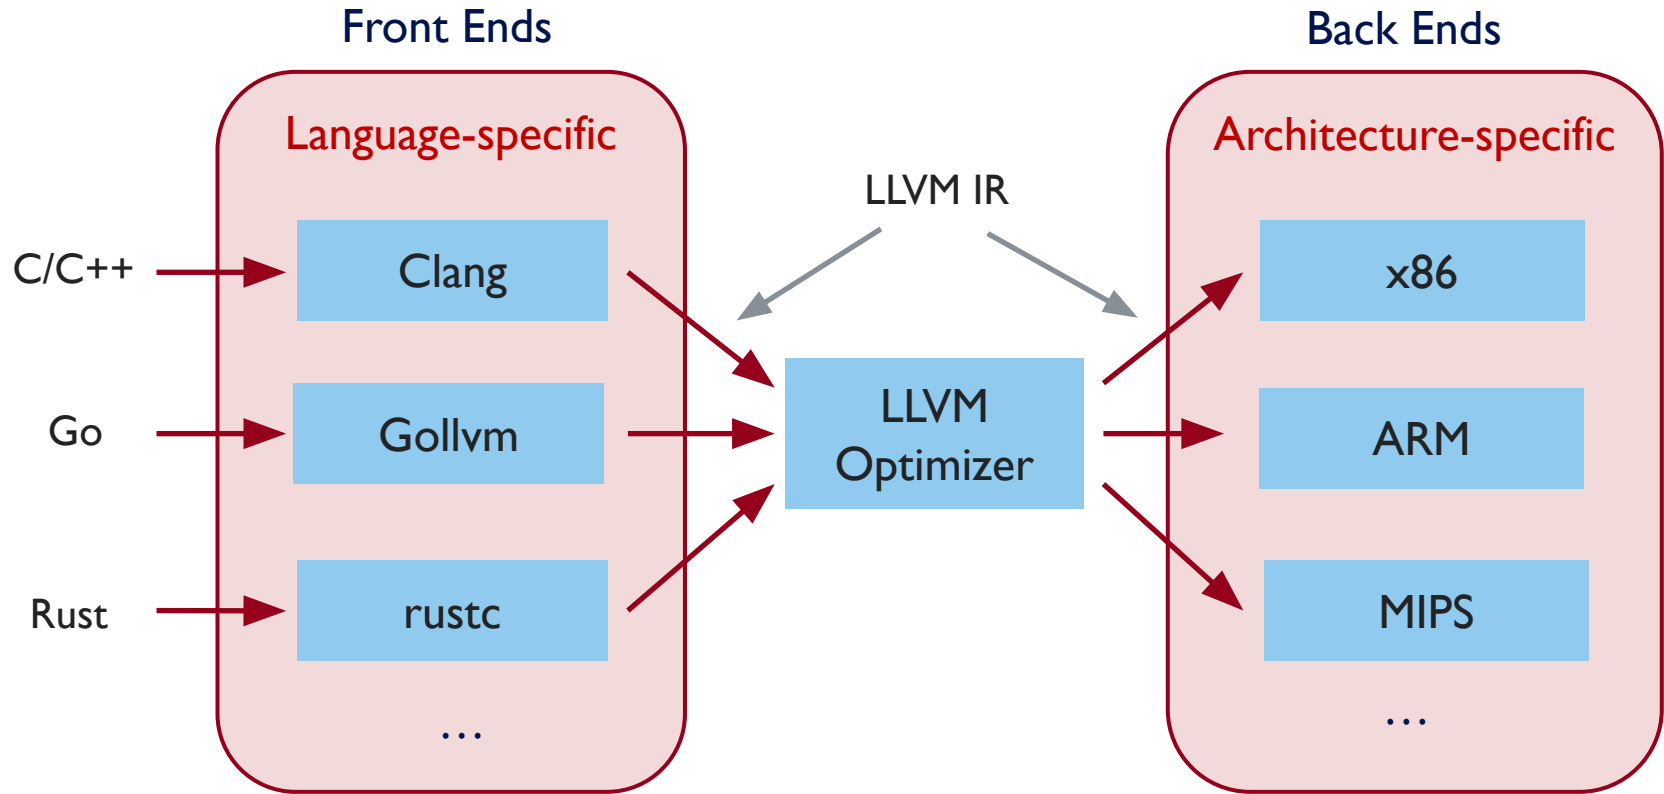 Front Ends
Back Ends
Language-specific
Architecture-specific
LLVM IR
C/C++
Clang
x86
Go
Gollvm
LLVM
Optimizer
ARM
Rust
rustc
MIPS
...
...